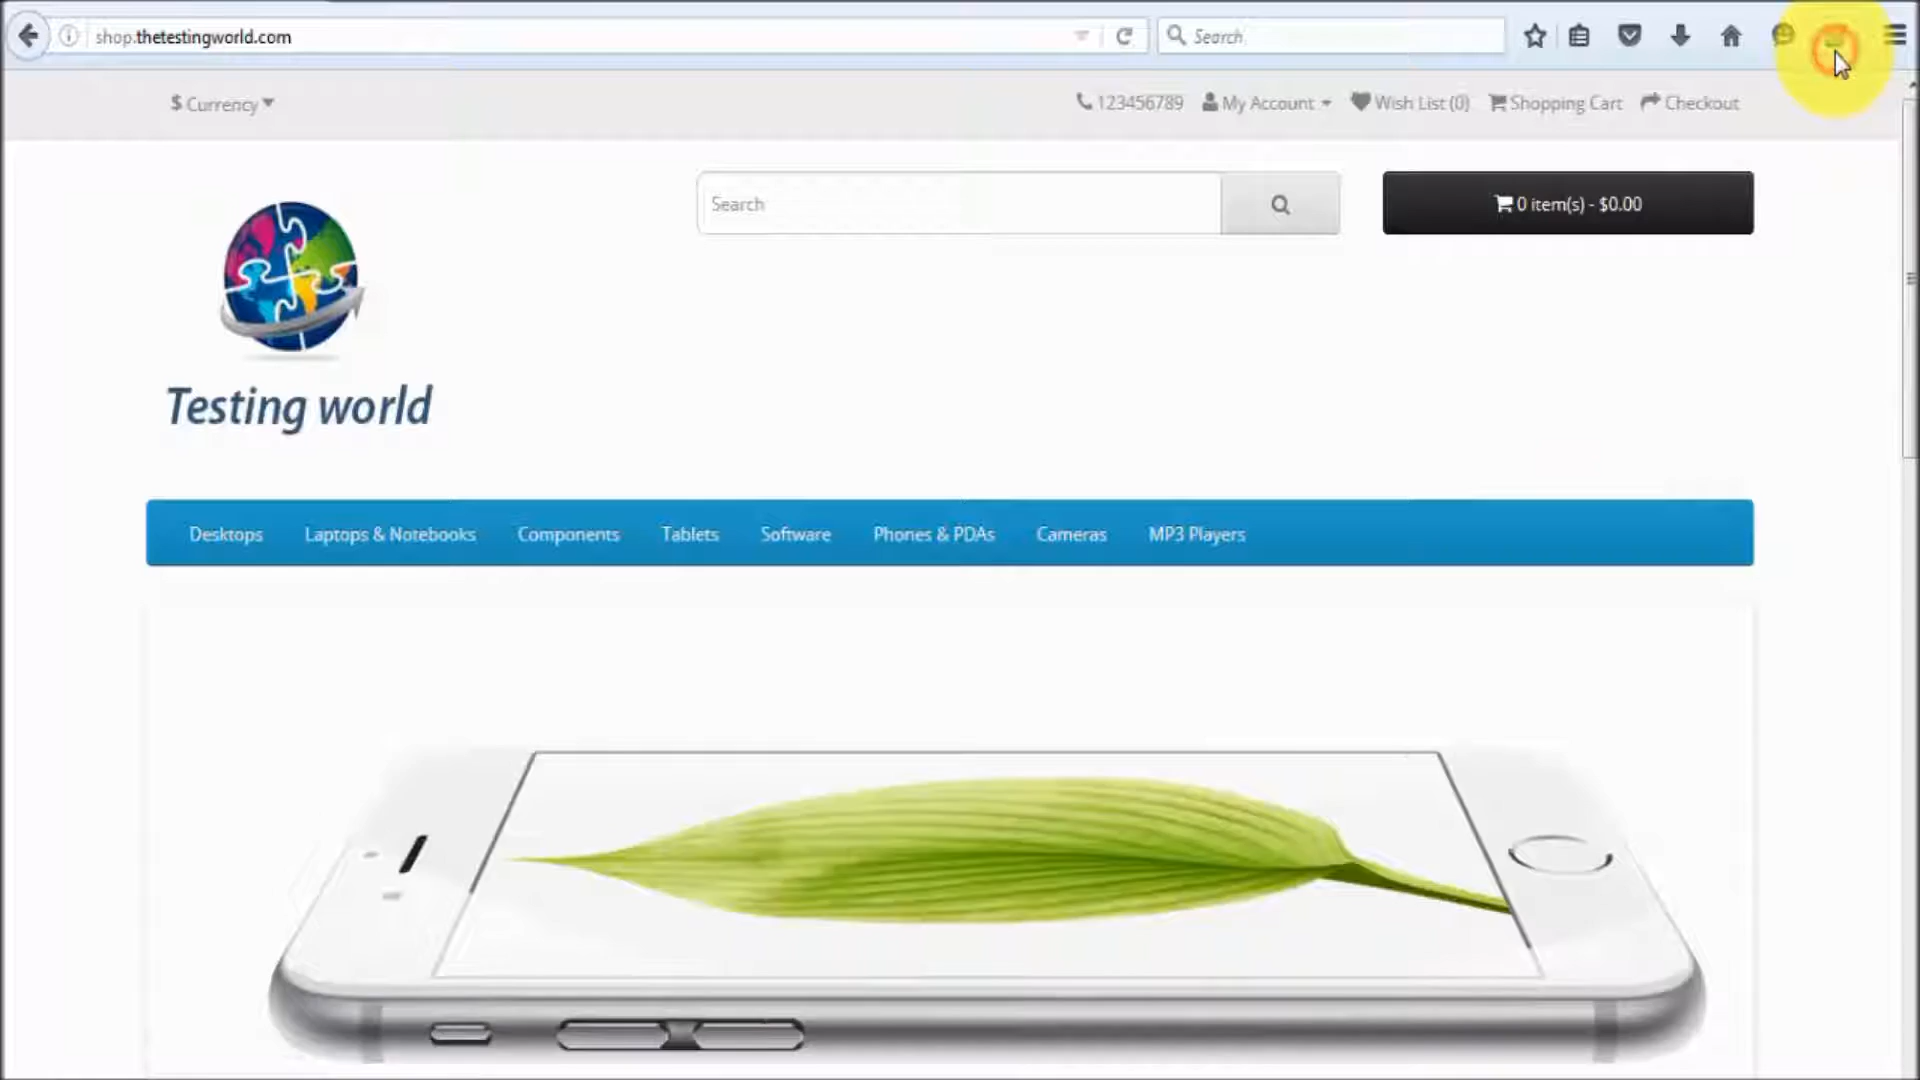 shop.thetestingworld.com
Search
$ Currency
123456789
My Account
Wish List (0)
Shopping Cart
Checkout
Search
0 item(s) - $0.00
Testing world
Desktops
Laptops & Notebooks
Components
Tablets
Software
Phones & PDAs
Cameras
MP3 Players